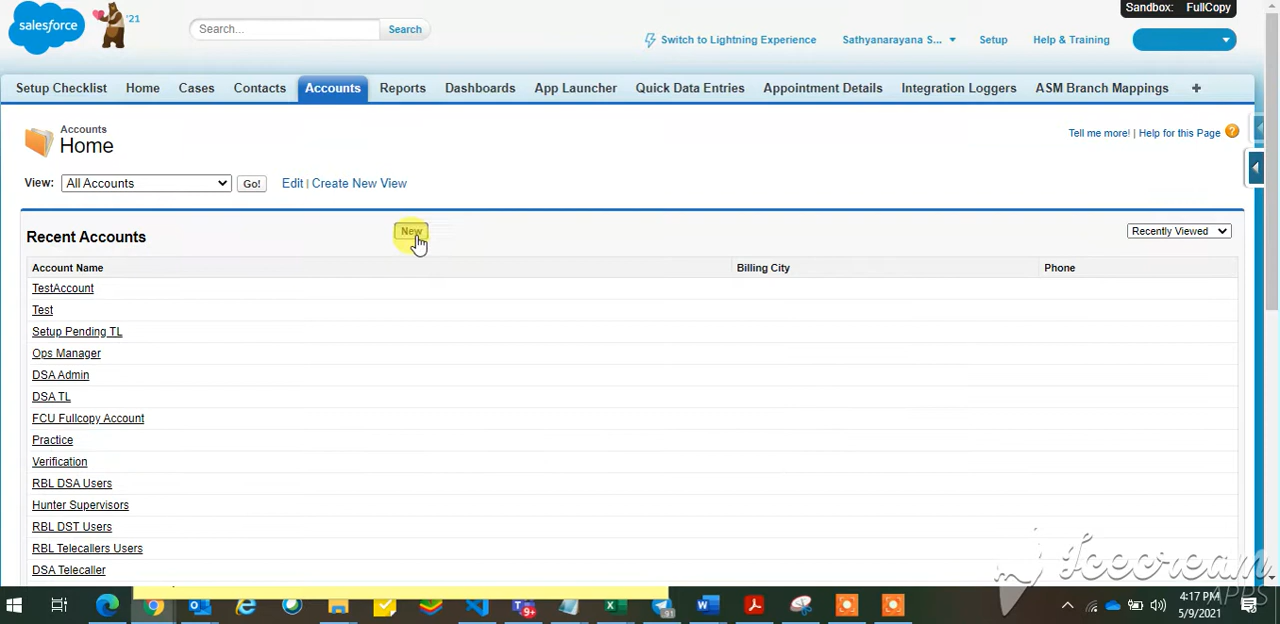 salesforce
'21
Search...
Search
Switch to Lightning Experience
Sathyanarayana S...
Setup
Help & Training
Sandbox: FullCopy
Setup Checklist
Home
Cases
Contacts
Accounts
Reports
Dashboards
App Launcher
Quick Data Entries
Appointment Details
Integration Loggers
ASM Branch Mappings
+
Accounts
Home
Tell me more! | Help for this Page ?
View: All Accounts Go! Edit | Create New View
Recent Accounts
New
Recently Viewed
Account Name Billing City Phone
TestAccount
Test
Setup Pending TL
Ops Manager
DSA Admin
DSA TL
FCU Fullcopy Account
Practice
Verification
RBL DSA Users
Hunter Supervisors
RBL DST Users
RBL Telecallers Users
DSA Telecaller
Icecream
APPS
4:17 PM
5/9/2021